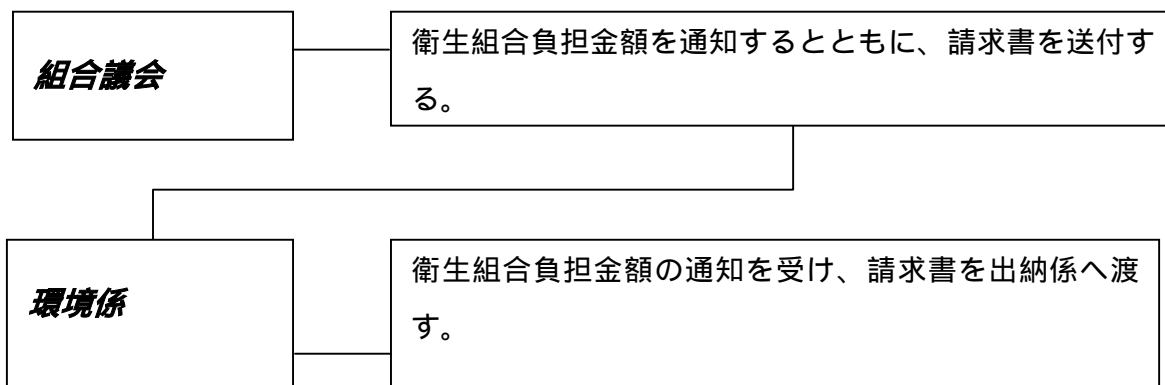 組合議会
衛生組合負担金額を通知するとともに、請求書を送付す
る。
環境係
衛生組合負担金額の通知を受け、請求書を出納係へ渡
す。